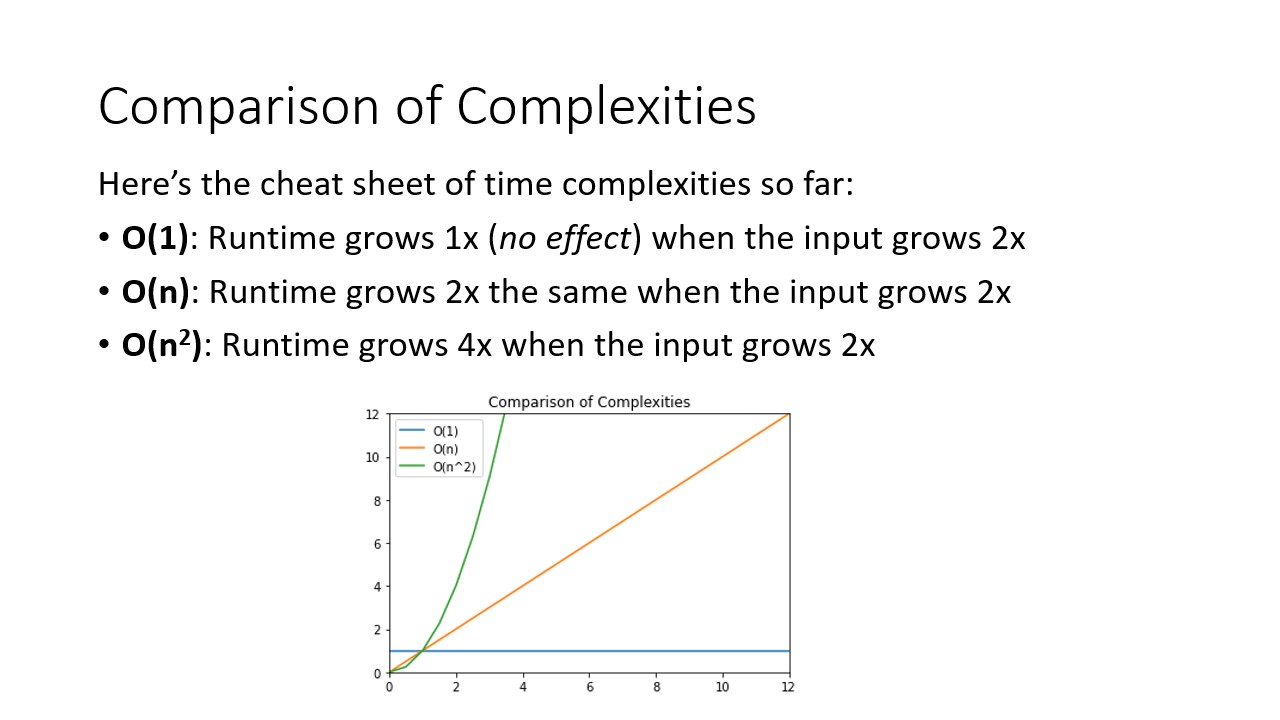 Comparison of Complexities
Here’s the cheat sheet of time complexities so far:
• O(1): Runtime grows 1x (no effect) when the input grows 2x
• O(n): Runtime grows 2x the same when the input grows 2x
• O(n²): Runtime grows 4x when the input grows 2x
Comparison of Complexities
12
10
8
6
4
2
0
O(1)
O(n)
O(n^2)
0 2 4 6 8 10 12